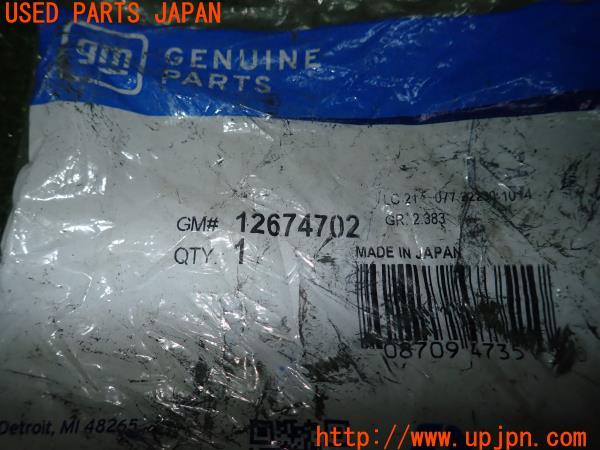 USED PARTS JAPAN
gm GENUINE
PARTS
GM# 12674702
GR. 2.383
QTY. 1
MADE IN JAPAN
08709 4735
Detroit, MI 48265
http://www.upjpn.com